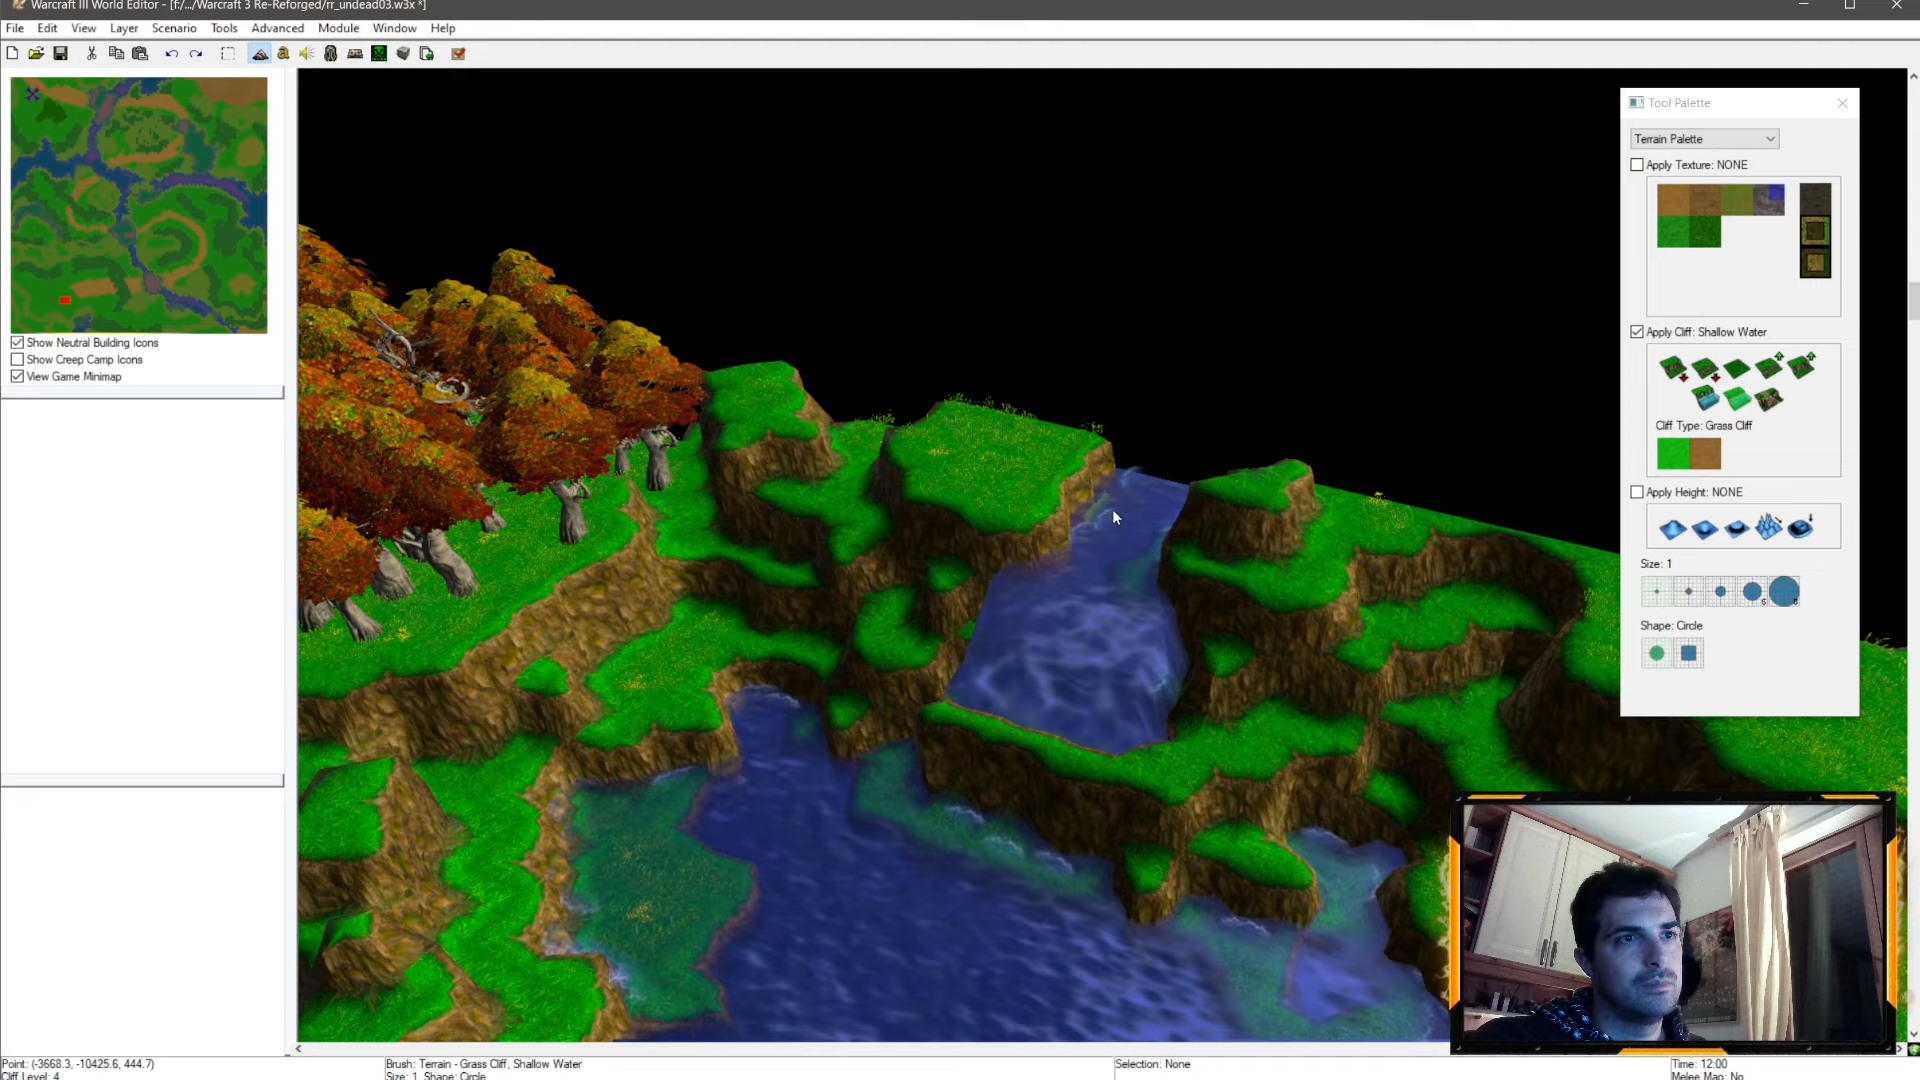 Warcraft III World Editor - [f:/.../Warcraft 3 Re-Reforged/rr_undead03.w3x *]
File Edit View Layer Scenario Tools Advanced Module Window Help
Show Neutral Building Icons
Show Creep Camp Icons
View Game Minimap
Tool Palette
Terrain Palette
Apply Texture: NONE
Apply Cliff: Shallow Water
Cliff Type: Grass Cliff
Apply Height: NONE
Size: 1
Shape: Circle
Point: (-3668.3, -10425.6, 444.7) Brush: Terrain - Grass Cliff, Shallow Water Selection: None Time: 12:00
Cliff Level: 4 Size: 1, Shape: Circle Melee Map: No